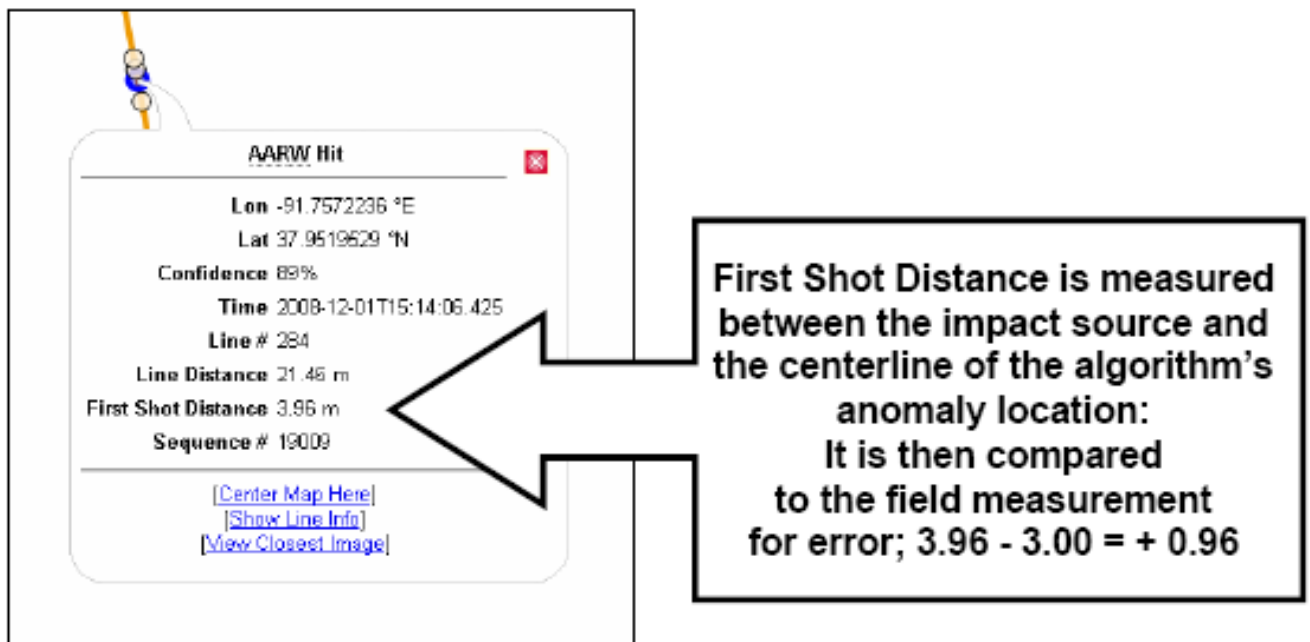 AARW Hit
Lon -91.7572236 °E
Lat 37.9519529 °N
Confidence 89%
Time 2008-12-01T15:14:06.425
Line # 284
Line Distance 21.46 m
First Shot Distance 3.96 m
Sequence # 19009
[Center Map Here]
[Show Line Info]
[View Closest Image]
First Shot Distance is measured
between the impact source and
the centerline of the algorithm's
anomaly location:
It is then compared
to the field measurement
for error; 3.96 - 3.00 = + 0.96